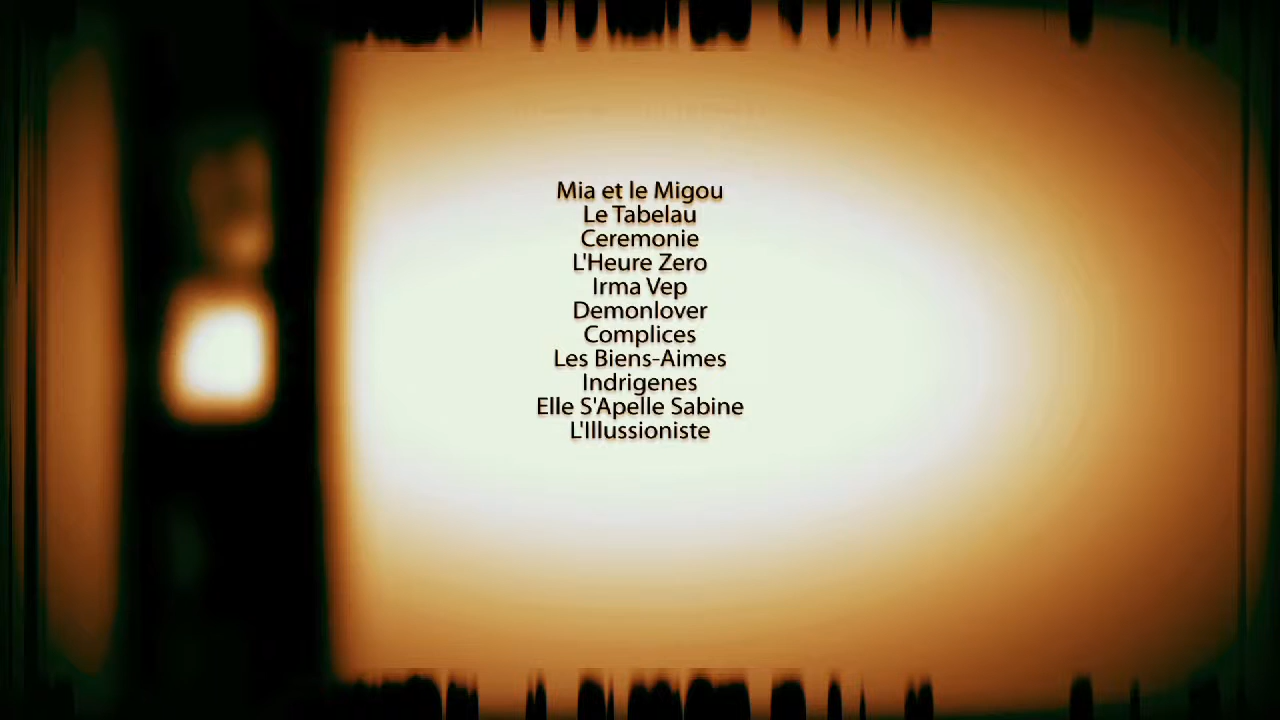 Mia et le Migou
Le Tabelau
Ceremonie
L'Heure Zero
Irma Vep
Demonlover
Complices
Les Biens-Aimes
Indrigenes
Elle S'Apelle Sabine
L'Illussioniste